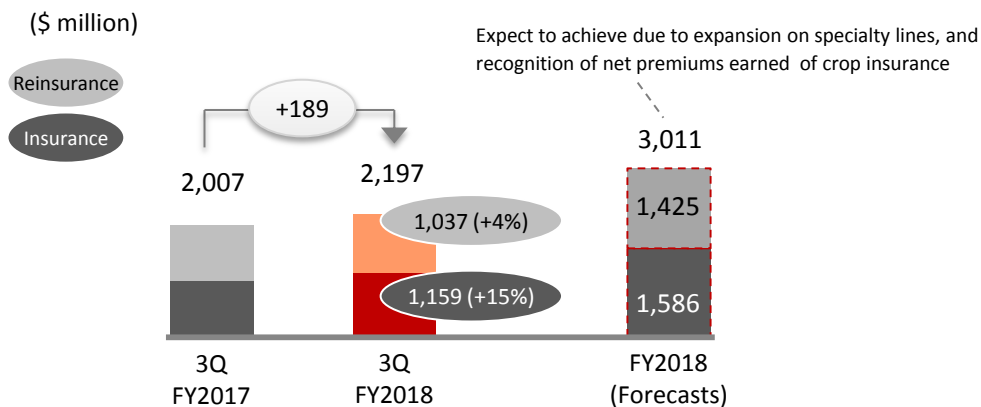 ($ million)
Reinsurance
Insurance
+189
Expect to achieve due to expansion on specialty lines, and
recognition of net premiums earned of crop insurance
2,007
2,197
3,011
1,037 (+4%)
1,425
1,159 (+15%)
1,586
3Q
FY2017
3Q
FY2018
FY2018
(Forecasts)